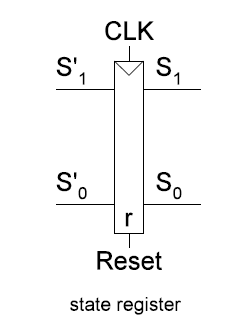 CLK
S'1 S1
S'0 S0
r
Reset
state register